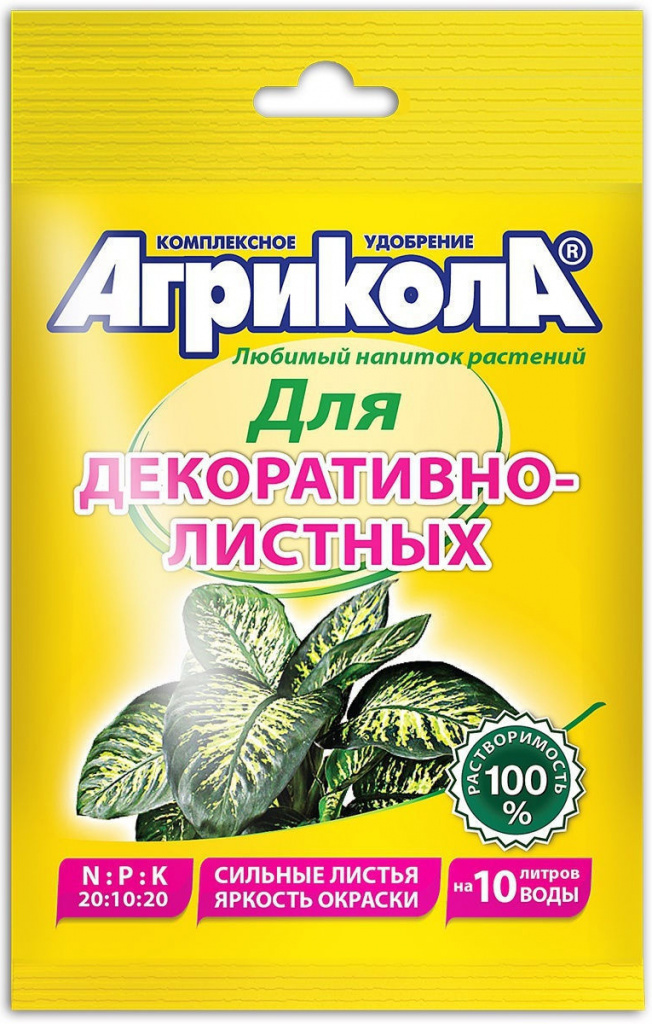 КОМПЛЕКСНОЕ УДОБРЕНИЕ
АгриколА®
Любимый напиток растений
Для
ДЕКОРАТИВНО-
ЛИСТНЫХ
РАСТВОРИМОСТЬ
100
%
N:P:K
20:10:20
СИЛЬНЫЕ ЛИСТЬЯ
ЯРКОСТЬ ОКРАСКИ
на 10 литров
ВОДЫ